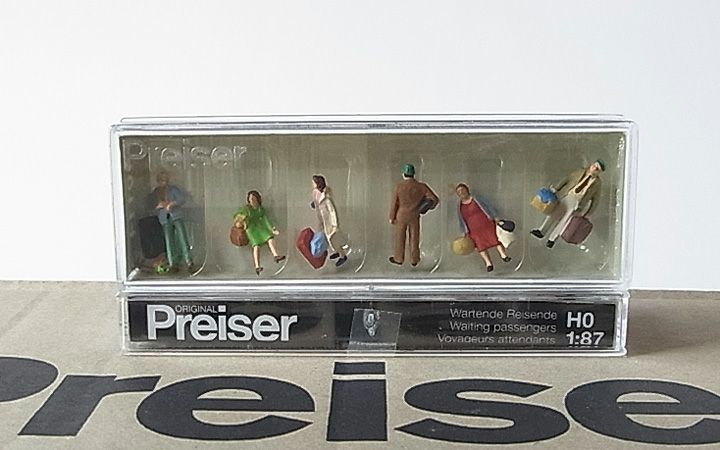 Preiser
ORIGINAL
Preiser
Wartende Reisende
Waiting passengers
Voyageurs attendants
H0
1:87
Preise